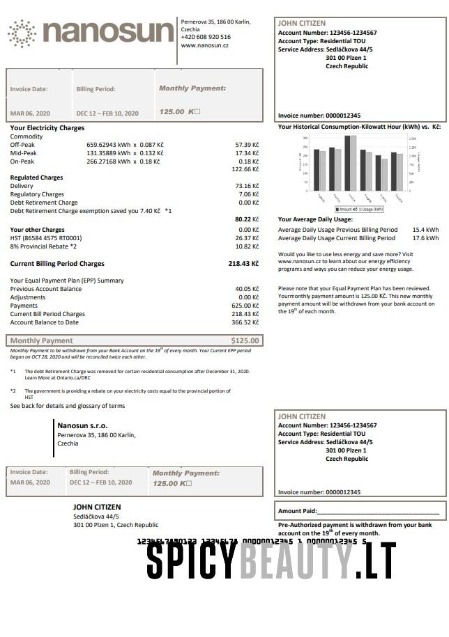 nanosun
Pernerova 35, 186 00 Karlin,
Czechia
+420 608 920 516
www.nanosun.cz
JOHN CITIZEN
Account Number: 123456-1234567
Account Type: Residential TOU
Service Address: Sedláčkova 44/5
301 00 Plzen 1
Czech Republic
Invoice number: 0000012345
Invoice Date: Billing Period: Monthly Payment:
MAR 06, 2020 DEC 12 – FEB 10, 2020 125.00 K□
Your Electricity Charges
Commodity
Off-Peak 659.62943 kWh x 0.087 Kč 57.39 Kč
Mid-Peak 131.35889 kWh x 0.132 Kč 17.34 Kč
On-Peak 266.27168 kWh x 0.18 Kč 0.18 Kč
122.66 Kč
Regulated Charges
Delivery 73.16 Kč
Regulatory Charges 7.06 Kč
Debt Retirement Charge 0.00 Kč
Debt Retirement Charge exemption saved you 7.40 Kč *1
80.22 Kč
Your other Charges 0.00 Kč
HST (B6584 4575 RT0001) 26.37 Kč
8% Provincial Rebate *2 10.82 Kč
Current Billing Period Charges 218.43 Kč
Your Equal Payment Plan (EPP) Summary
Previous Account Balance 40.05 Kč
Adjustments 0.00 Kč
Payments 625.00 Kč
Current Bill Period Charges 218.43 Kč
Account Balance to Date 366.52 Kč
Monthly Payment $125.00
Monthly Payment to be withdrawn from your Bank Account on the 19th of every month. Your Current EPP period
began on OCT 28, 2020 and will be reconciled twice each other.
*1 The debt Retirement Charge was removed for certain residential consumption after December 31, 2020.
Learn More at Ontario.ca/DRC
*2 The government is providing a rebate on your electricity costs equal to the provincial portion of
HST
See back for details and glossary of terms
Your Historical Consumption-Kilowatt Hour (kWh) vs. Kč:
Amount Kč Usage (kWh)
Your Average Daily Usage:
Average Daily Usage Previous Billing Period 15.4 kWh
Average Daily Usage Current Billing Period 17.6 kWh
Would you like to use less energy and save more? Visit
www.nanosun.cz to learn about our energy efficiency
programs and ways you can reduce your energy usage.
Please note that your Equal Payment Plan has been reviewed.
Yourmonthly payment amount is 125.00 Kč. This new monthly
payment amount will be withdrawn from your bank account on
the 19th of each month.
Nanosun s.r.o.
Pernerova 35, 186 00 Karlin,
Czechia
JOHN CITIZEN
Account Number: 123456-1234567
Account Type: Residential TOU
Service Address: Sedláčkova 44/5
301 00 Plzen 1
Czech Republic
Invoice number: 0000012345
Invoice Date: Billing Period: Monthly Payment:
MAR 06, 2020 DEC 12 – FEB 10, 2020 125.00 K□
Amount Paid:
JOHN CITIZEN
Sedláčkova 44/5
301 00 Plzen 1, Czech Republic
Pre-Authorized payment is withdrawn from your bank
account on the 19th of every month.
SPICYBEAUTY.LT